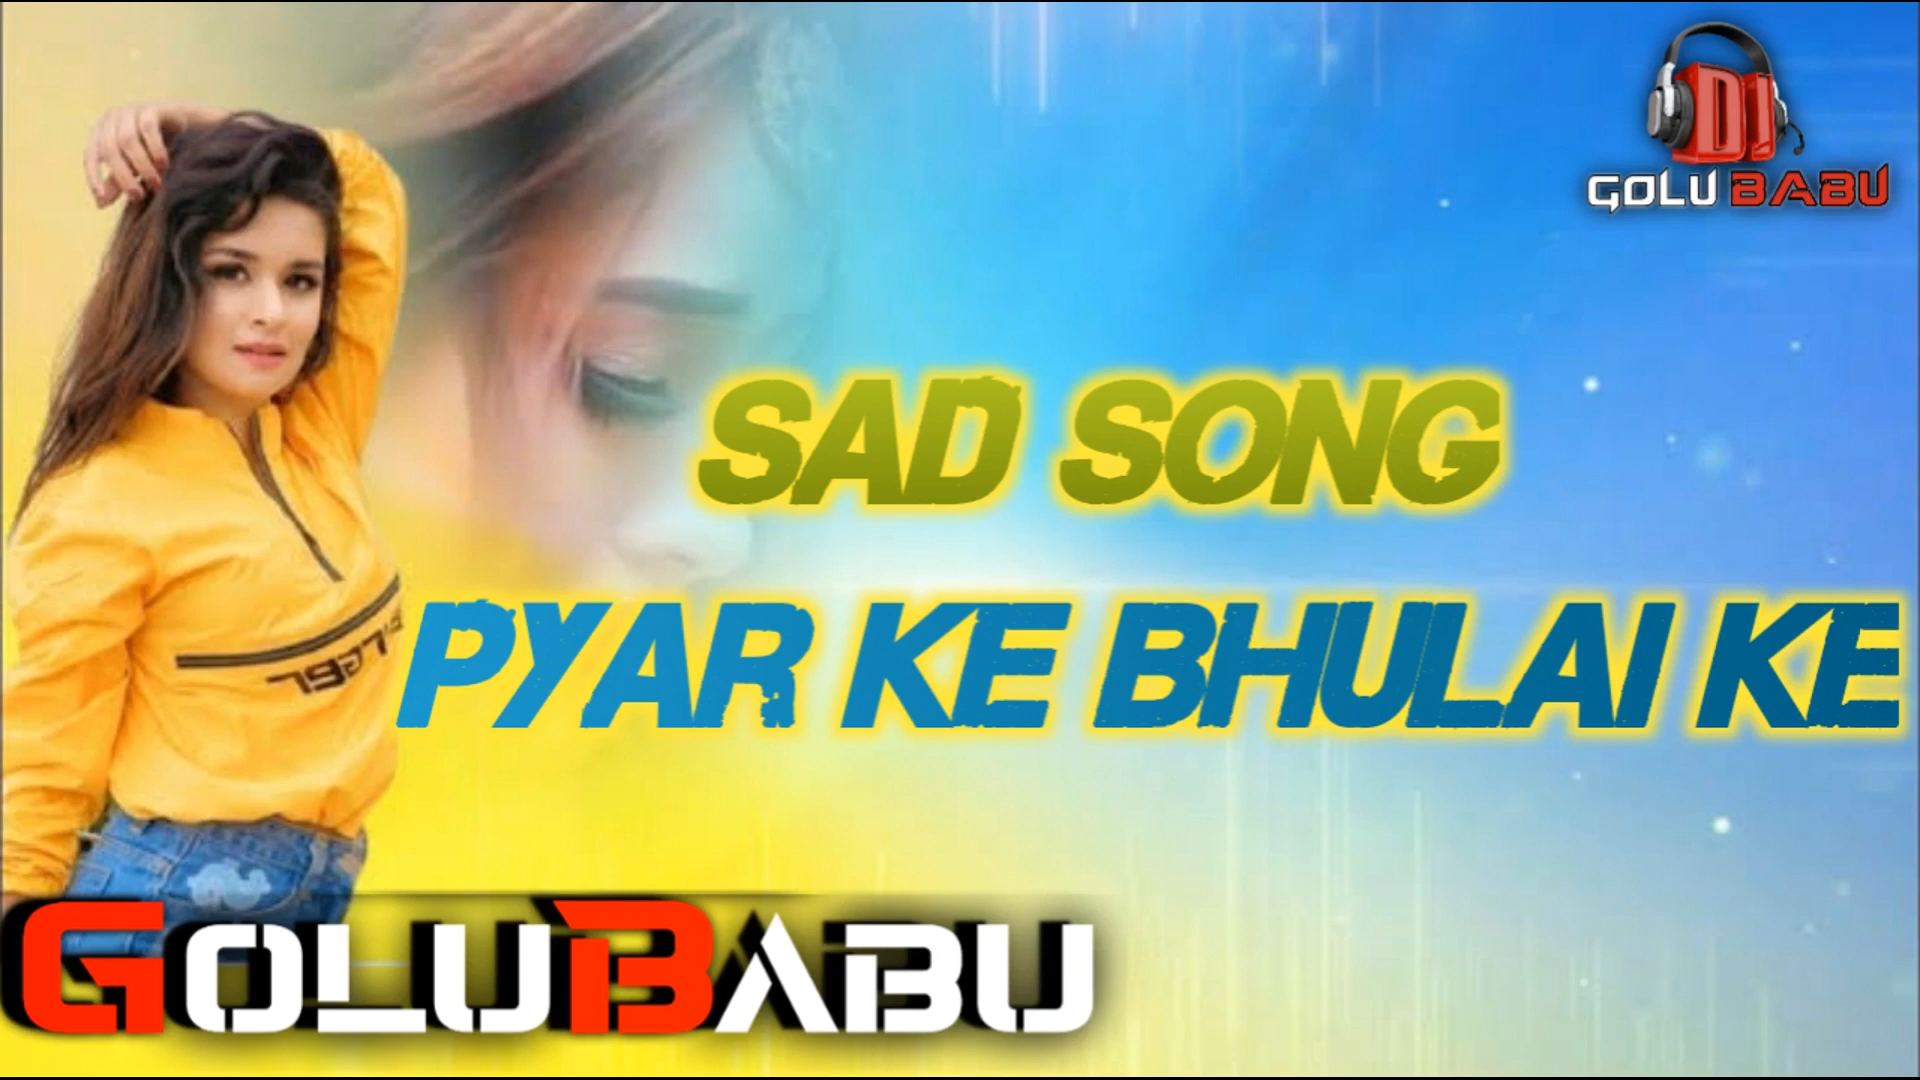 DJ
GOLU BABU
SAD SONG
PYAR KE BHULAI KE
GOLUBABU